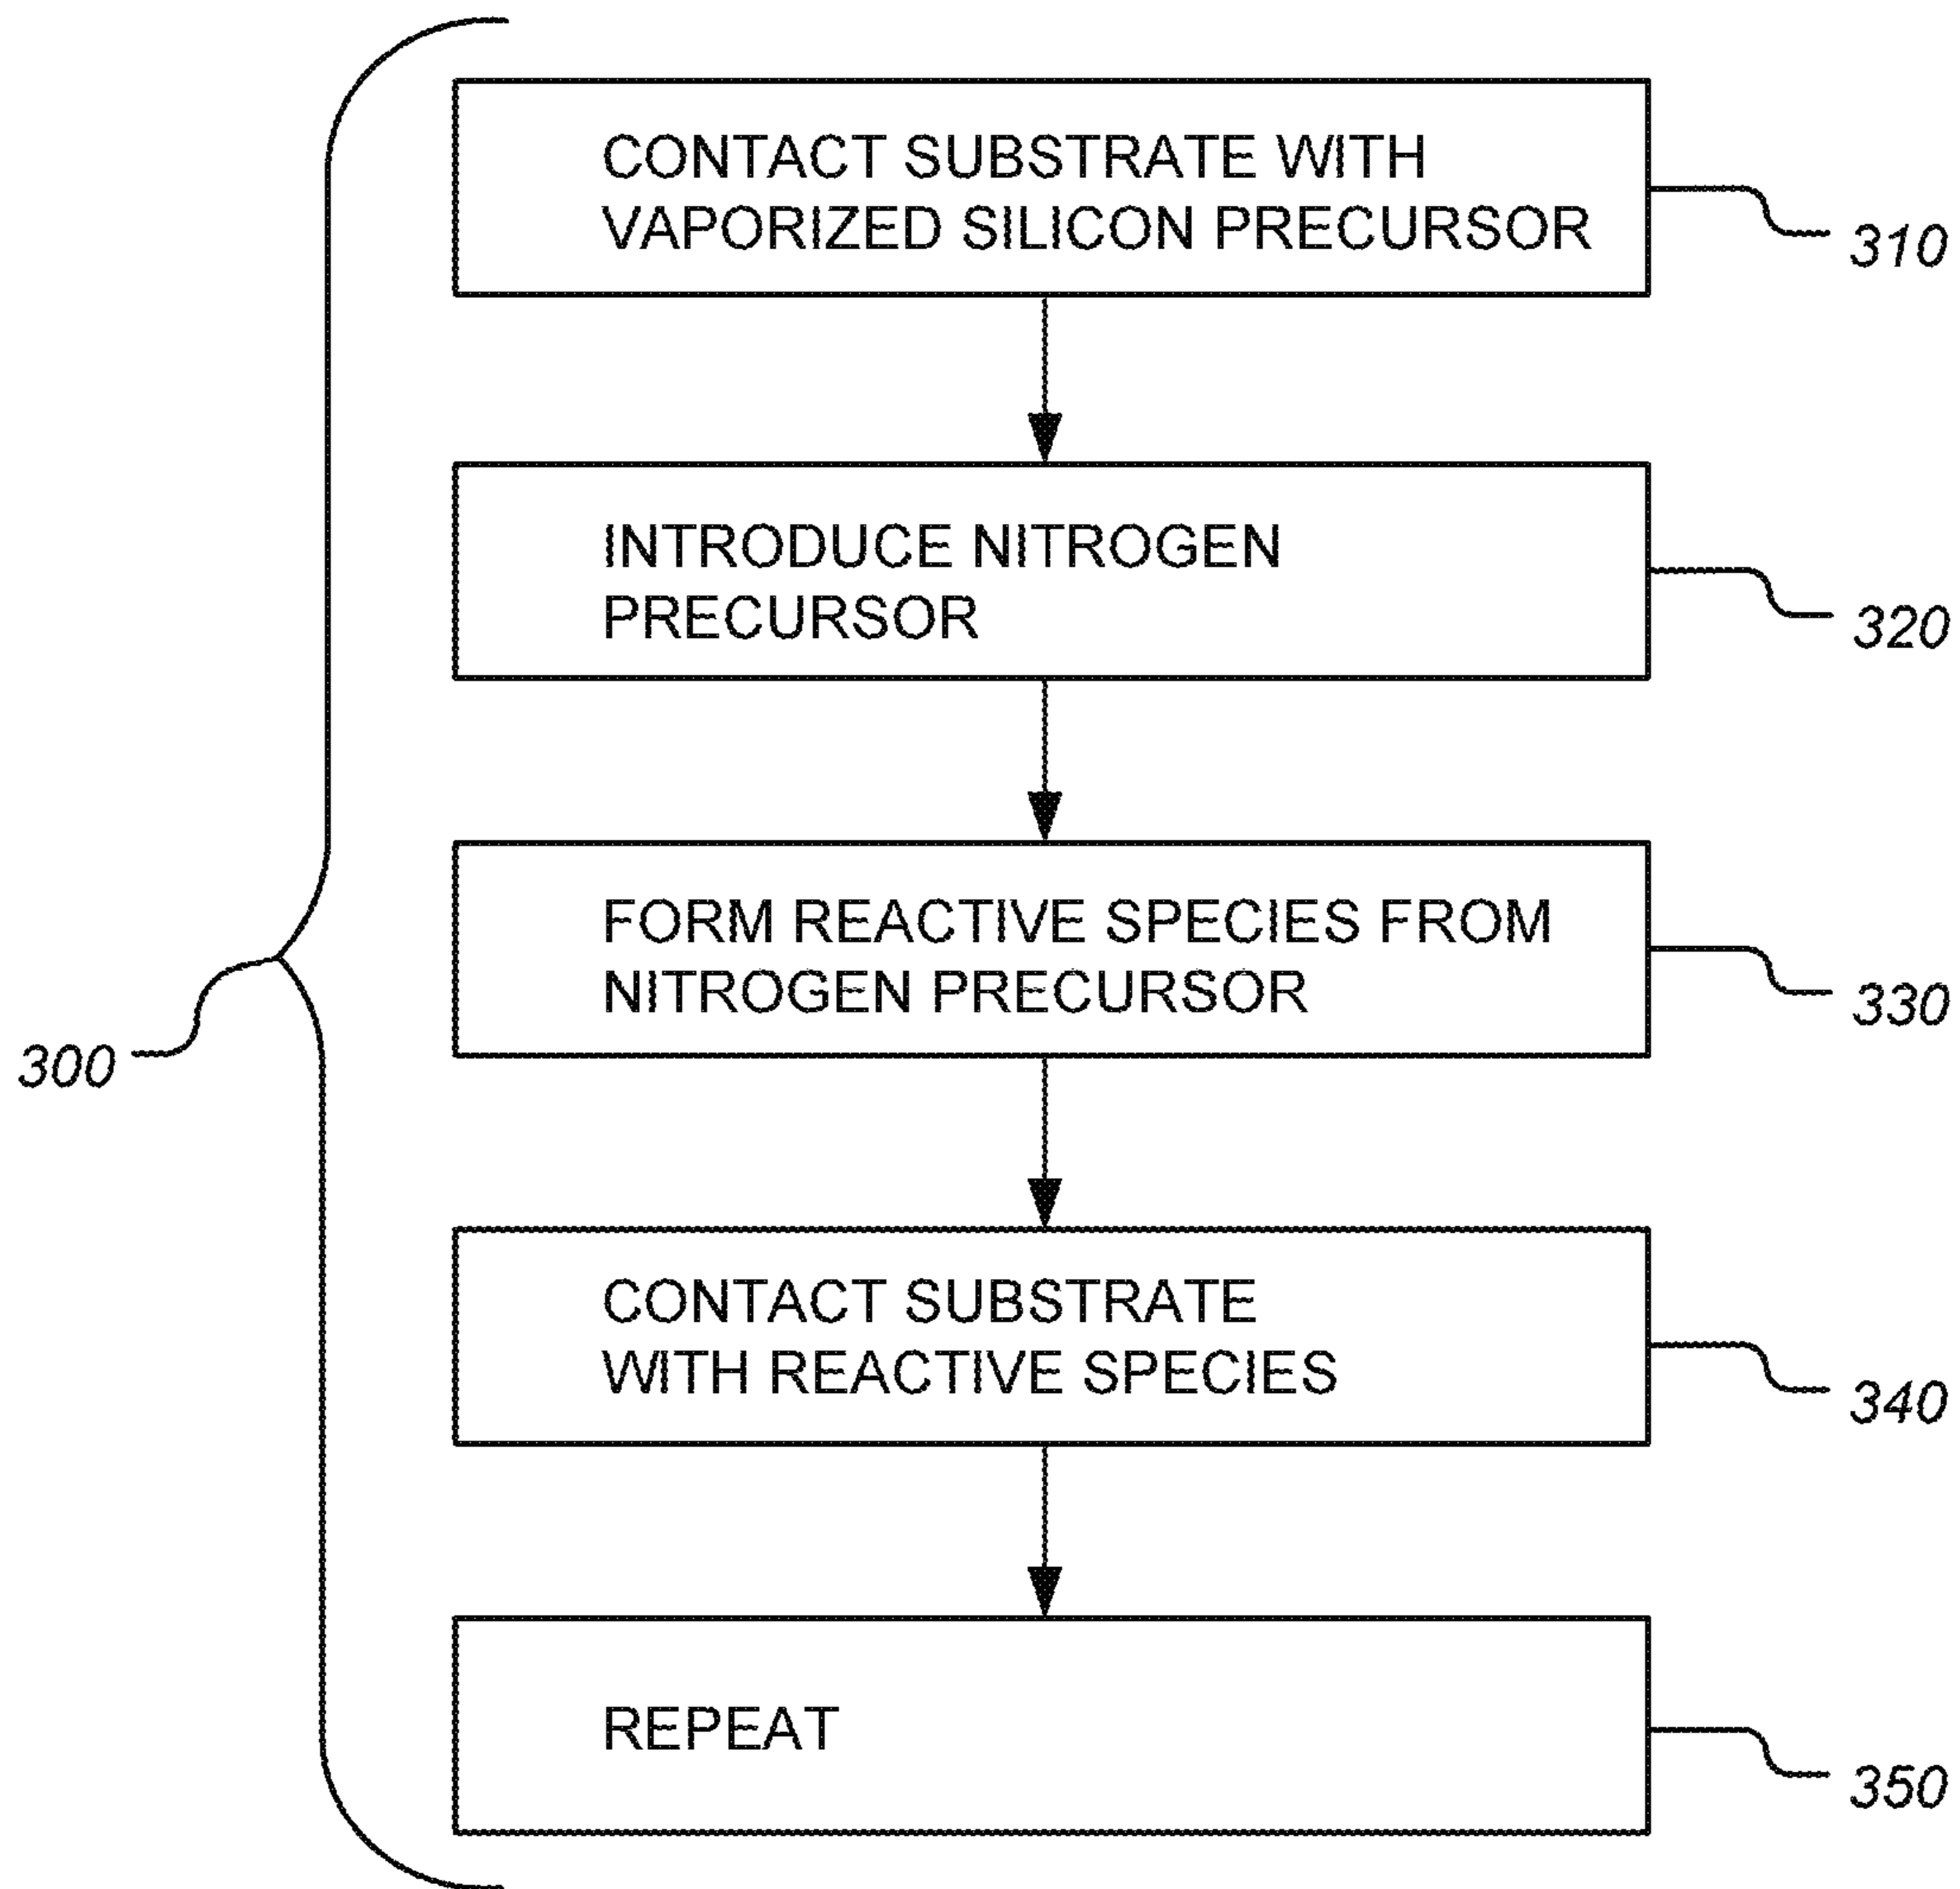 CONTACT SUBSTRATE WITH
VAPORIZED SILICON PRECURSOR
310
INTRODUCE NITROGEN
PRECURSOR
320
FORM REACTIVE SPECIES FROM
NITROGEN PRECURSOR
330
300
CONTACT SUBSTRATE
WITH REACTIVE SPECIES
340
REPEAT
350